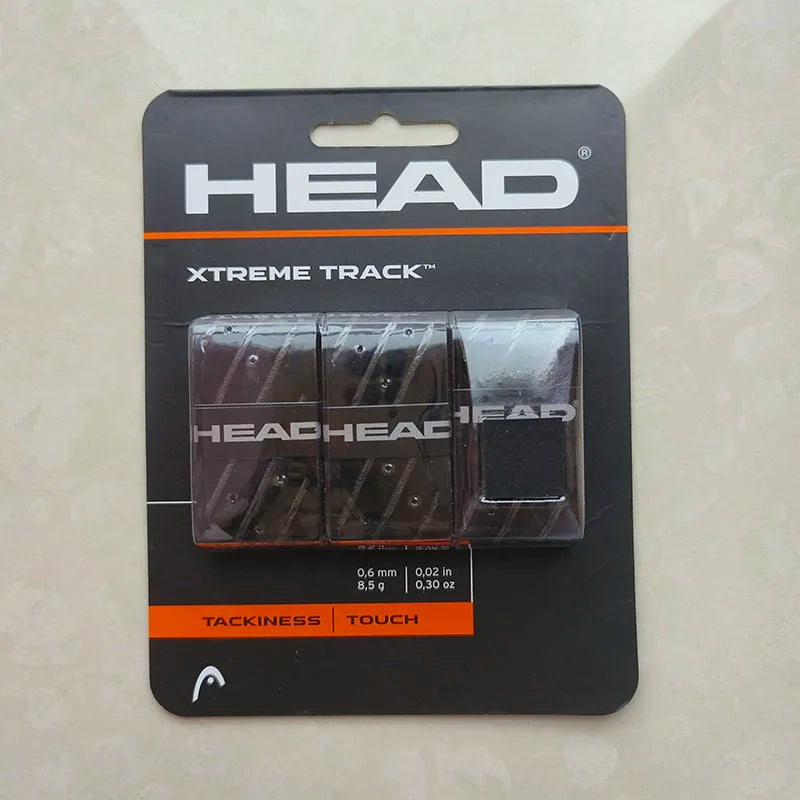 HEAD®
XTREME TRACK™
HEAD HEAD HEAD®
0,6 mm 0,02 in
8,5 g 0,30 oz
TACKINESS TOUCH